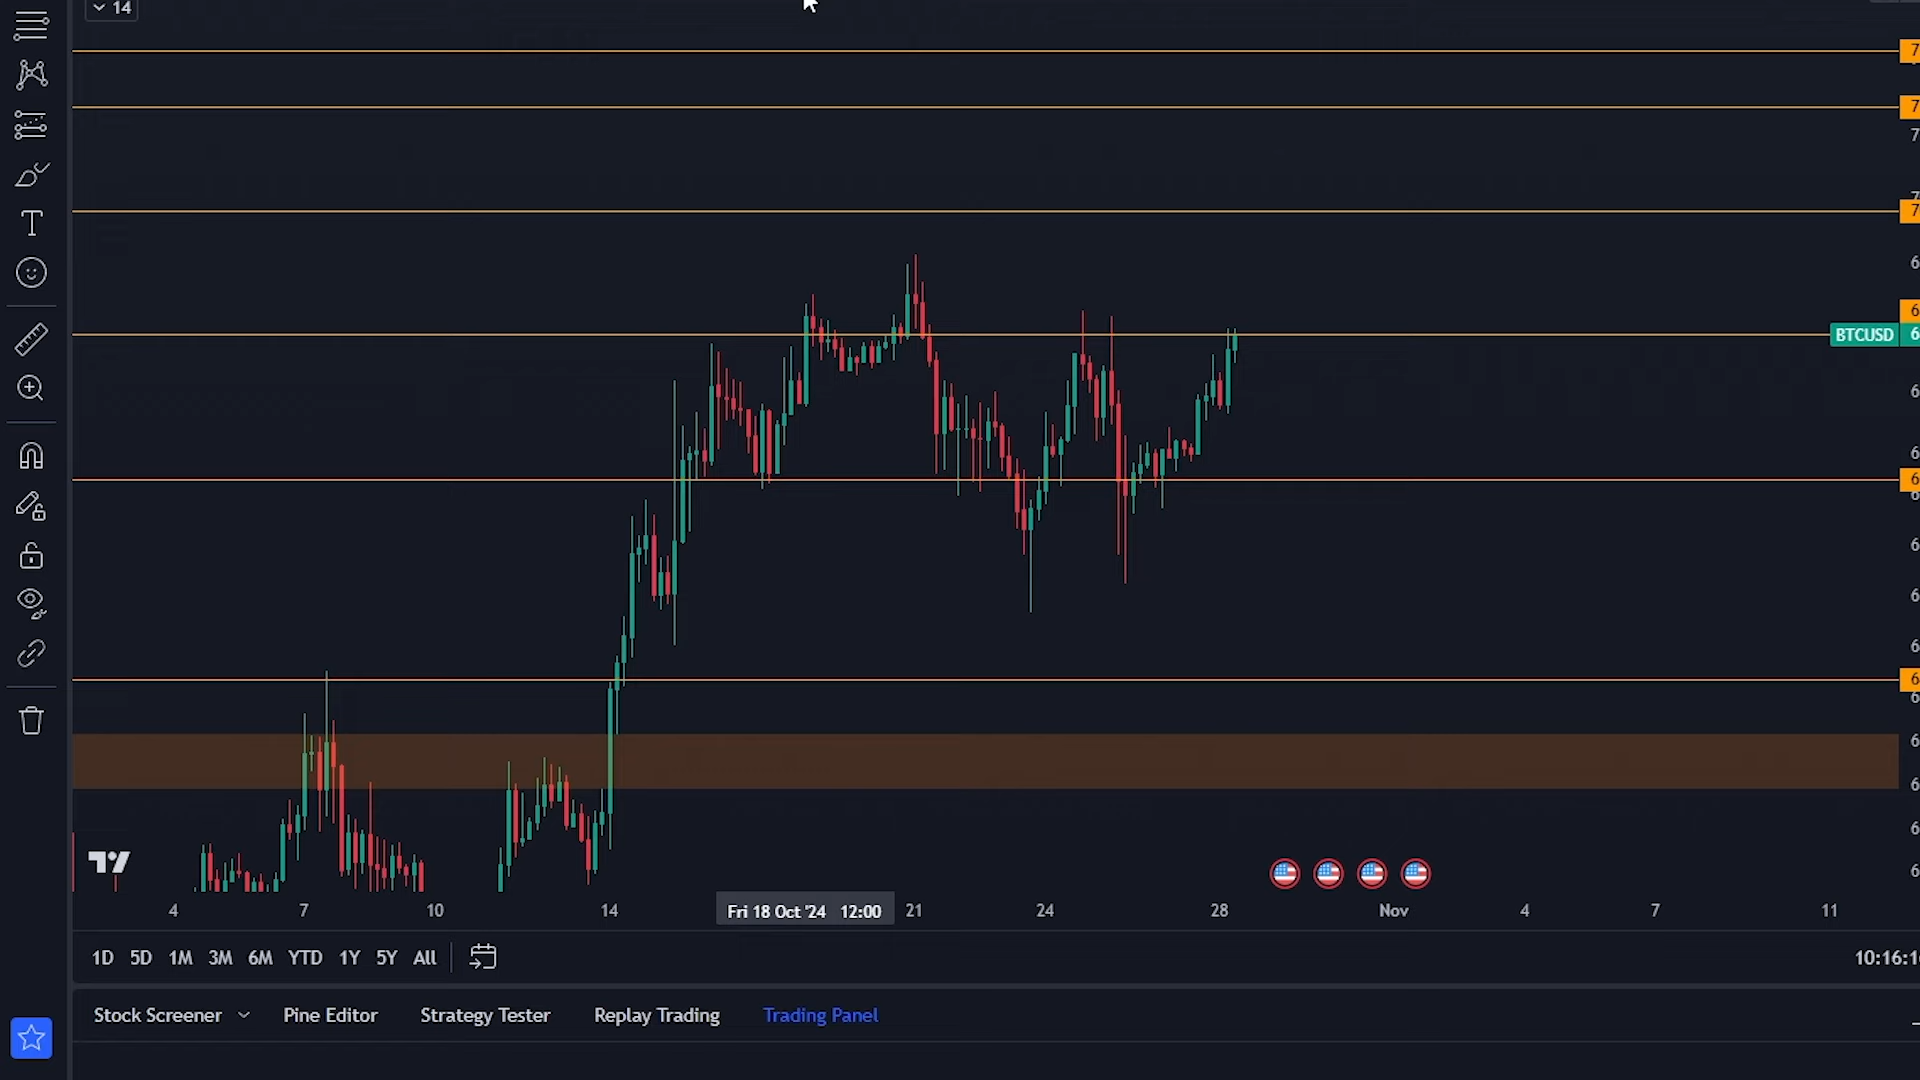 14
BTCUSD
4 7 10 14 Fri 18 Oct '24 12:00 21 24 28 Nov 4 7 11
1D 5D 1M 3M 6M YTD 1Y 5Y All
Stock Screener Pine Editor Strategy Tester Replay Trading Trading Panel